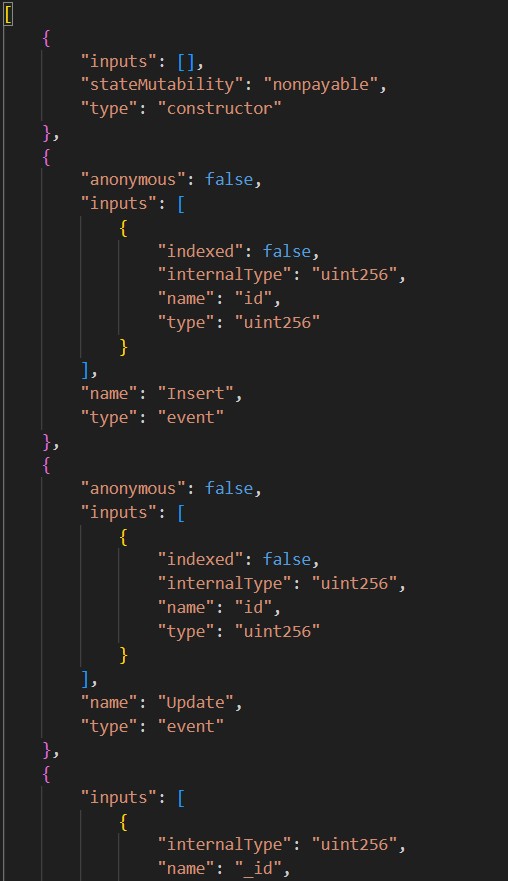 [
    {
        "inputs": [],
        "stateMutability": "nonpayable",
        "type": "constructor"
    },
    {
        "anonymous": false,
        "inputs": [
            {
                "indexed": false,
                "internalType": "uint256",
                "name": "id",
                "type": "uint256"
            }
        ],
        "name": "Insert",
        "type": "event"
    },
    {
        "anonymous": false,
        "inputs": [
            {
                "indexed": false,
                "internalType": "uint256",
                "name": "id",
                "type": "uint256"
            }
        ],
        "name": "Update",
        "type": "event"
    },
    {
        "inputs": [
            {
                "internalType": "uint256",
                "name": "_id",